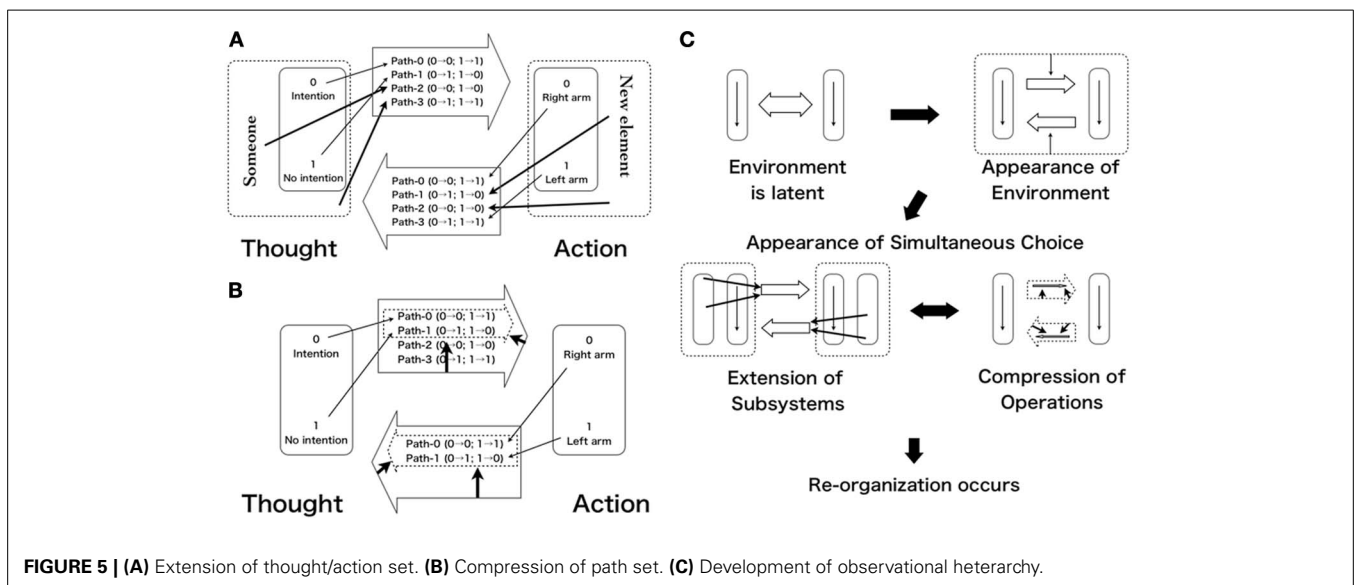 A
0
Intention
1
No intention
Someone
Path-0 (0→0; 1→1)
Path-1 (0→1; 1→0)
Path-2 (0→0; 1→0)
Path-3 (0→1; 1→1)
0
Right arm
1
Left arm
New element
Path-0 (0→0; 1→1)
Path-1 (0→1; 1→0)
Path-2 (0→0; 1→0)
Path-3 (0→1; 1→1)
Thought
Action
B
0
Intention
1
No intention
Path-0 (0→0; 1→1)
Path-1 (0→1; 1→0)
Path-2 (0→0; 1→0)
Path-3 (0→1; 1→1)
0
Right arm
1
Left arm
Path-0 (0→0; 1→1)
Path-1 (0→1; 1→0)
Thought
Action
C
Environment
is latent
Appearance of
Environment
Appearance of Simultaneous Choice
Extension of
Subsystems
Compression of
Operations
Re-organization occurs
FIGURE 5 | (A) Extension of thought/action set. (B) Compression of path set. (C) Development of observational heterarchy.